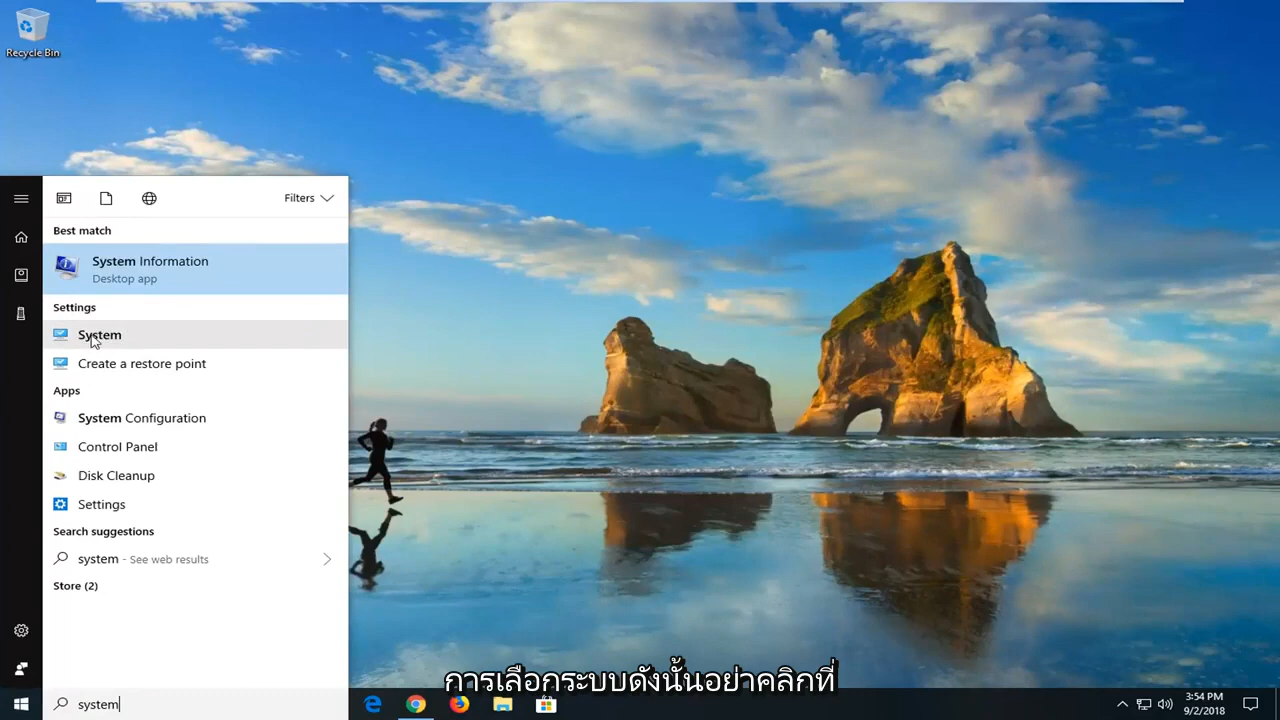 Recycle Bin
Filters
Best match
System Information
Desktop app
Settings
System
Create a restore point
Apps
System Configuration
Control Panel
Disk Cleanup
Settings
Search suggestions
system - See web results
Store (2)
การเลือกระบบดังนั้นอย่าคลิกที่
system
3:54 PM
9/2/2018